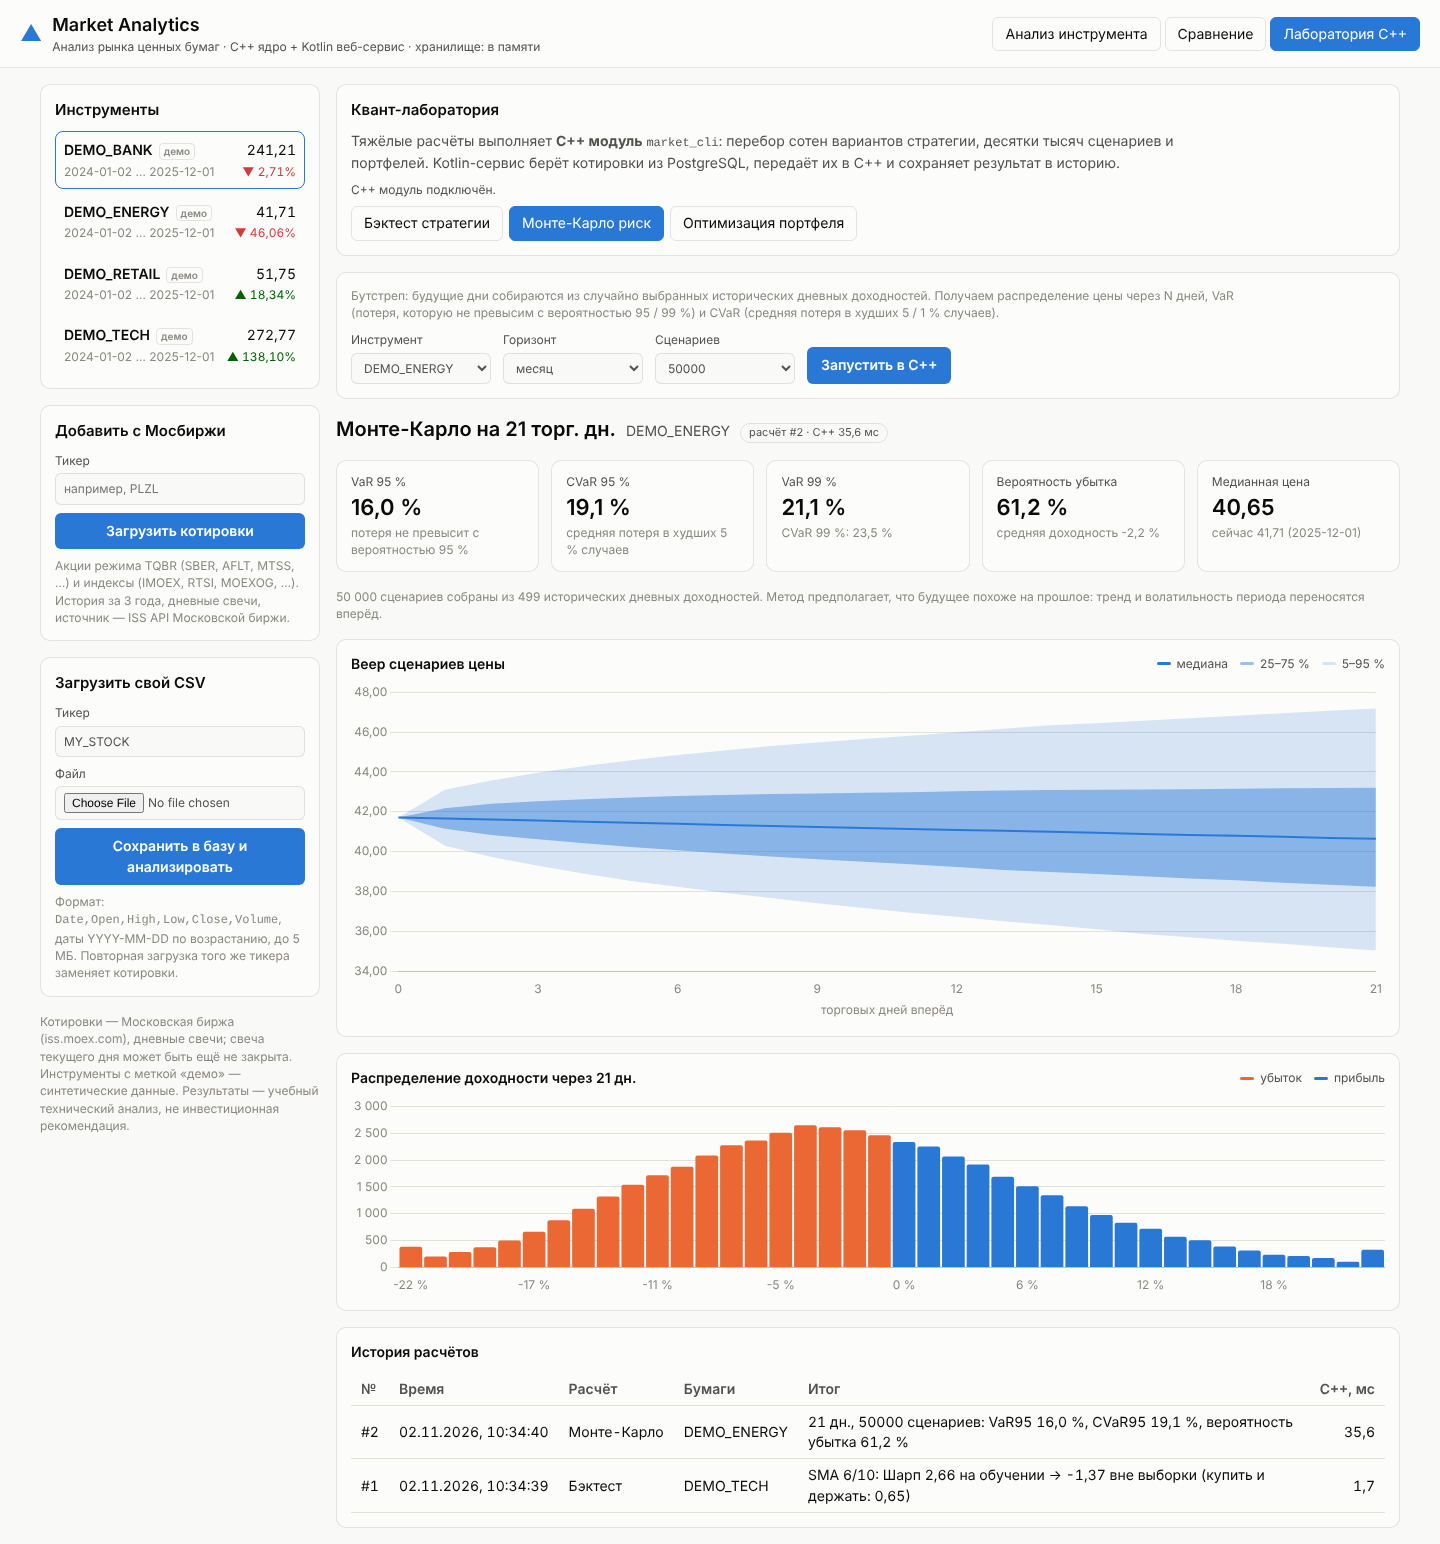 Market Analytics
Анализ рынка ценных бумаг · C++ ядро + Kotlin веб-сервис · хранилище: в памяти
Анализ инструмента
Сравнение
Лаборатория C++
Инструменты
DEMO_BANK демо 241,21
2024-01-02 … 2025-12-01 ▼ 2,71%
DEMO_ENERGY демо 41,71
2024-01-02 … 2025-12-01 ▼ 46,06%
DEMO_RETAIL демо 51,75
2024-01-02 … 2025-12-01 ▲ 18,34%
DEMO_TECH демо 272,77
2024-01-02 … 2025-12-01 ▲ 138,10%
Добавить с Мосбиржи
Тикер
например, PLZL
Загрузить котировки
Акции режима TQBR (SBER, AFLT, MTSS,
…) и индексы (IMOEX, RTSI, MOEXOG, …).
История за 3 года, дневные свечи,
источник — ISS API Московской биржи.
Загрузить свой CSV
Тикер
MY_STOCK
Файл
Choose File No file chosen
Сохранить в базу и
анализировать
Формат:
Date,Open,High,Low,Close,Volume,
даты YYYY-MM-DD по возрастанию, до 5
МБ. Повторная загрузка того же тикера
заменяет котировки.
Котировки — Московская биржа
(iss.moex.com), дневные свечи; свеча
текущего дня может быть ещё не закрыта.
Инструменты с меткой «демо» —
синтетические данные. Результаты — учебный
технический анализ, не инвестиционная
рекомендация.
Квант-лаборатория
Тяжёлые расчёты выполняет C++ модуль market_cli: перебор сотен вариантов стратегии, десятки тысяч сценариев и
портфелей. Kotlin-сервис берёт котировки из PostgreSQL, передаёт их в C++ и сохраняет результат в историю.
C++ модуль подключён.
Бэктест стратегии
Монте-Карло риск
Оптимизация портфеля
Бутстреп: будущие дни собираются из случайно выбранных исторических дневных доходностей. Получаем распределение цены через N дней, VaR
(потеря, которую не превысим с вероятностью 95 / 99 %) и CVaR (средняя потеря в худших 5 / 1 % случаев).
Инструмент Горизонт Сценариев
DEMO_ENERGY месяц 50000 Запустить в C++
Монте-Карло на 21 торг. дн. DEMO_ENERGY расчёт #2 · C++ 35,6 мс
VaR 95 %
16,0 %
потеря не превысит с
вероятностью 95 %
CVaR 95 %
19,1 %
средняя потеря в худших 5
% случаев
VaR 99 %
21,1 %
CVaR 99 %: 23,5 %
Вероятность убытка
61,2 %
средняя доходность -2,2 %
Медианная цена
40,65
сейчас 41,71 (2025-12-01)
50 000 сценариев собраны из 499 исторических дневных доходностей. Метод предполагает, что будущее похоже на прошлое: тренд и волатильность периода переносятся
вперёд.
Веер сценариев цены
медиана 25–75 % 5–95 %
48,00
46,00
44,00
42,00
40,00
38,00
36,00
34,00
0 3 6 9 12 15 18 21
торговых дней вперёд
Распределение доходности через 21 дн.
убыток прибыль
3 000
2 500
2 000
1 500
1 000
500
0
-22 % -17 % -11 % -5 % 0 % 6 % 12 % 18 %
История расчётов
№ Время Расчёт Бумаги Итог C++, мс
#2 02.11.2026, 10:34:40 Монте-Карло DEMO_ENERGY 21 дн., 50000 сценариев: VaR95 16,0 %, CVaR95 19,1 %, вероятность
убытка 61,2 % 35,6
#1 02.11.2026, 10:34:39 Бэктест DEMO_TECH SMA 6/10: Шарп 2,66 на обучении → -1,37 вне выборки (купить и
держать: 0,65) 1,7